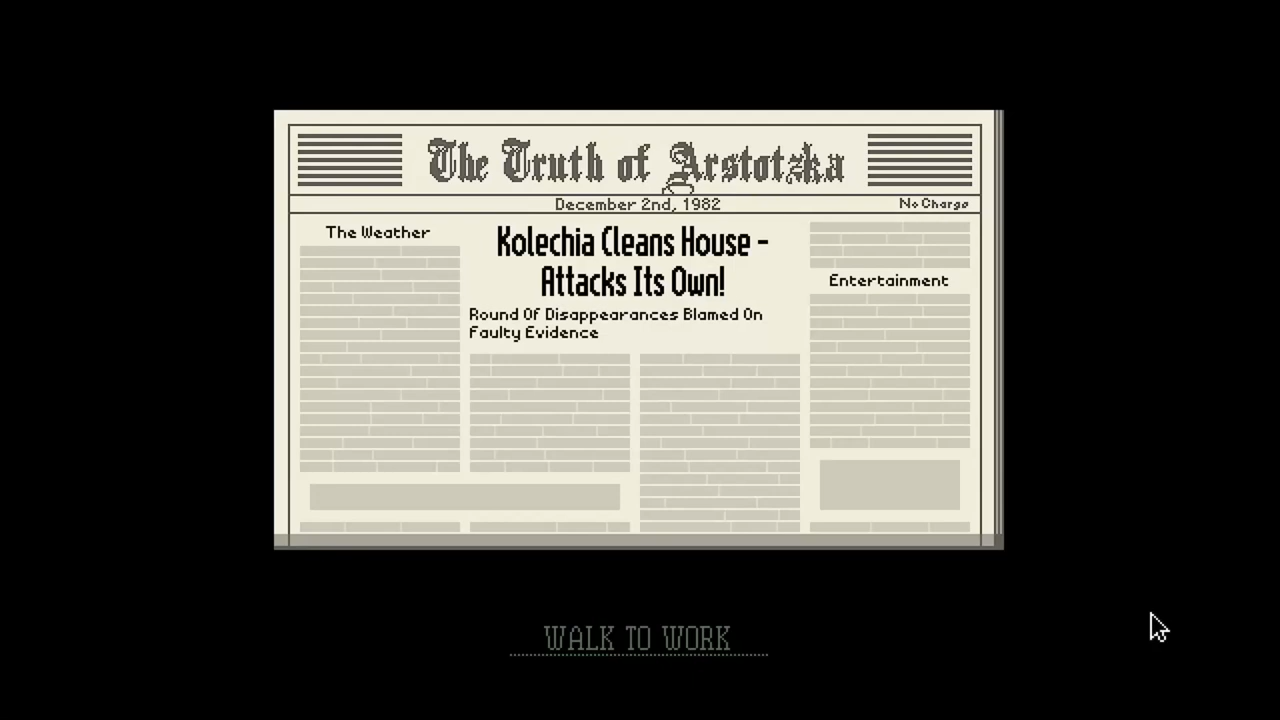 The Truth of Arstotzka
December 2nd, 1982
No Charge
The Weather
Kolechia Cleans House -
Attacks Its Own!
Round Of Disappearances Blamed On
Faulty Evidence
Entertainment
WALK TO WORK